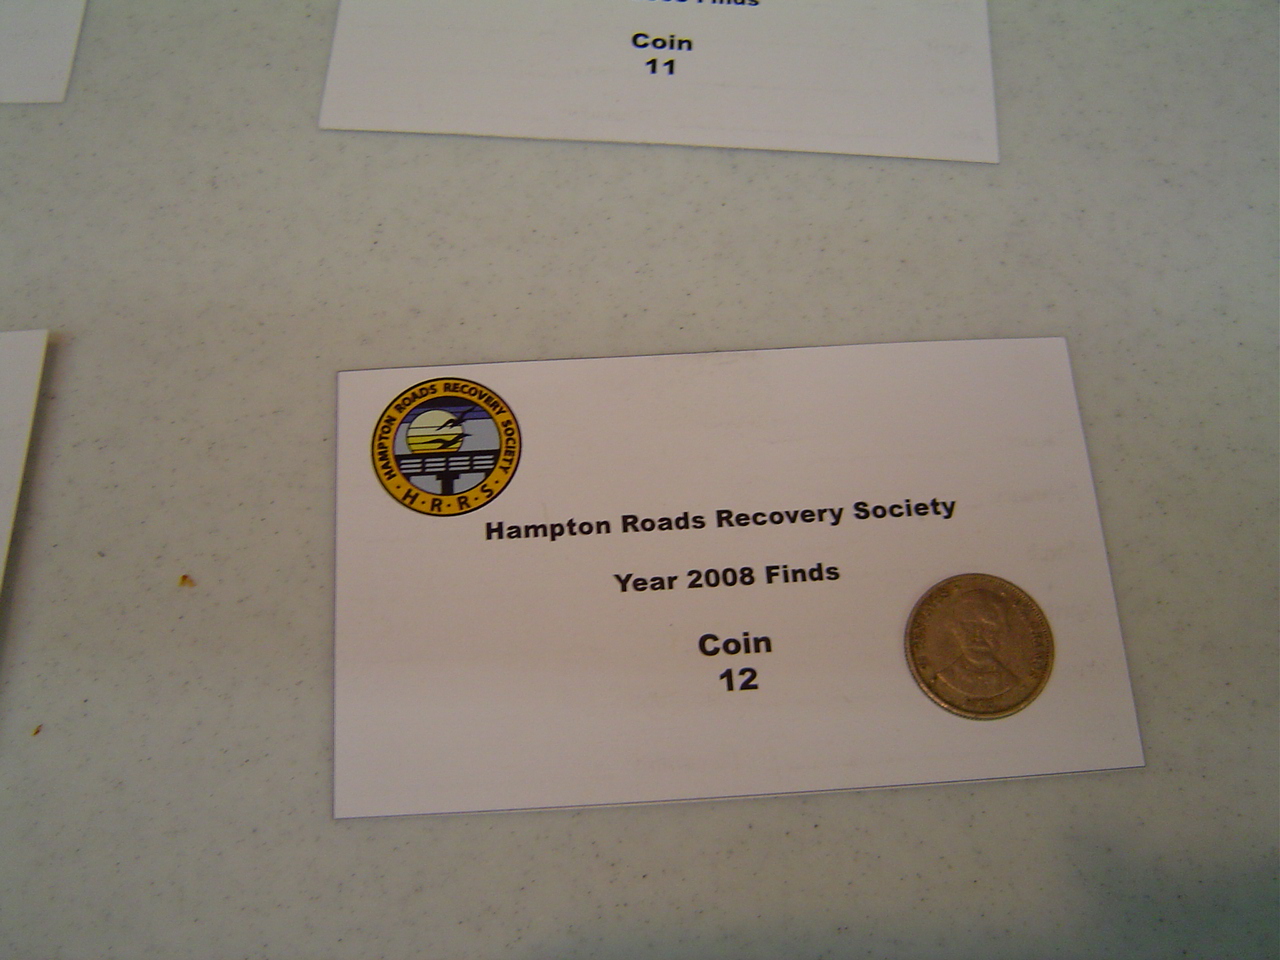 Coin
11
HAMPTON ROADS RECOVERY SOCIETY
· H · R · R · S ·
Hampton Roads Recovery Society
Year 2008 Finds
Coin
12